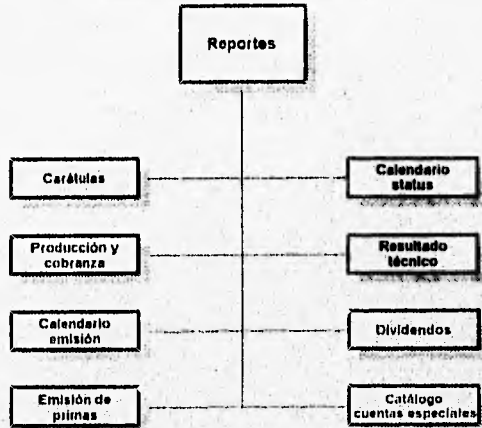 Reportes
Carátulas
Calendario
status
Producción y
cobranza
Resultado
técnico
Calendario
emisión
Dividendos
Emisión de
primas
Catálogo
cuentas especiales